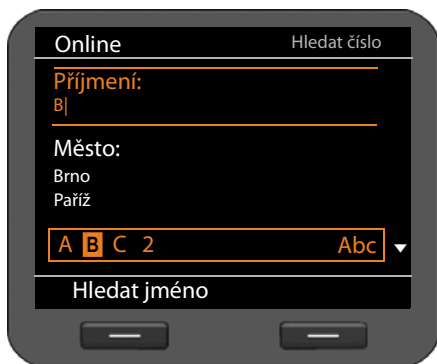 Online Hledat číslo
Příjmení:
B|
Město:
Brno
Paříž
A B C 2 Abc
Hledat jméno